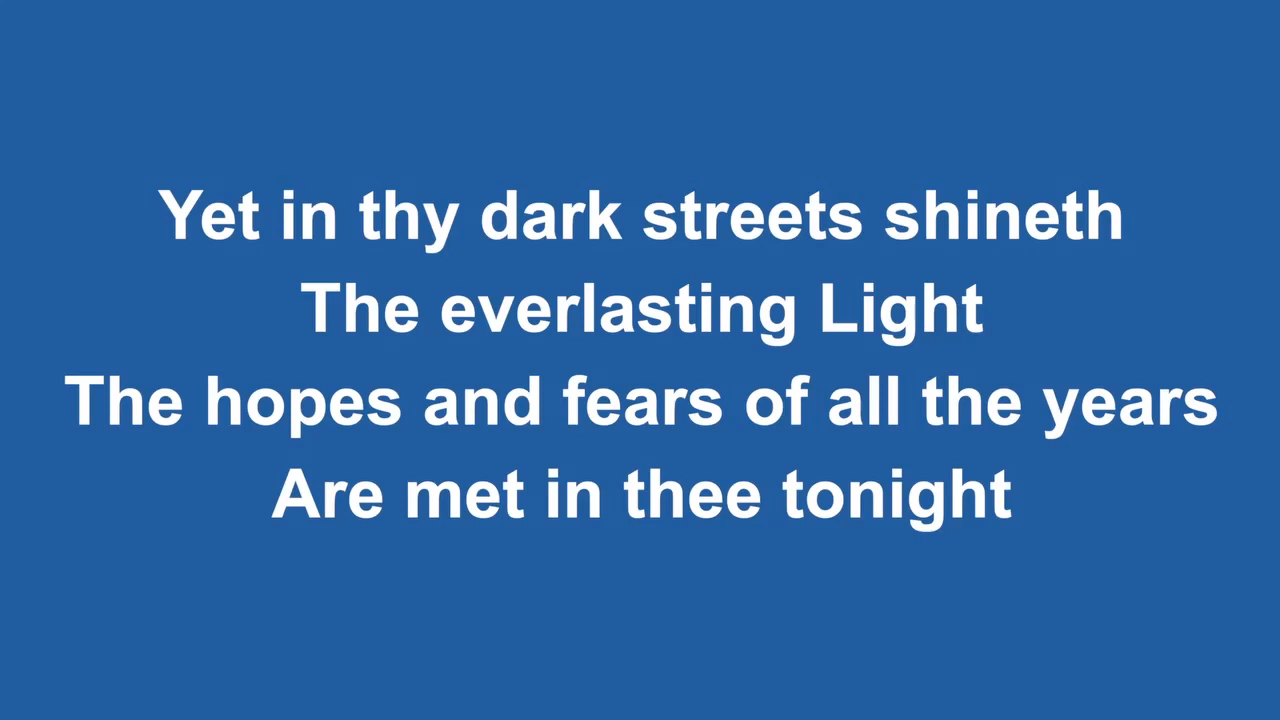 Yet in thy dark streets shineth
The everlasting Light
The hopes and fears of all the years
Are met in thee tonight